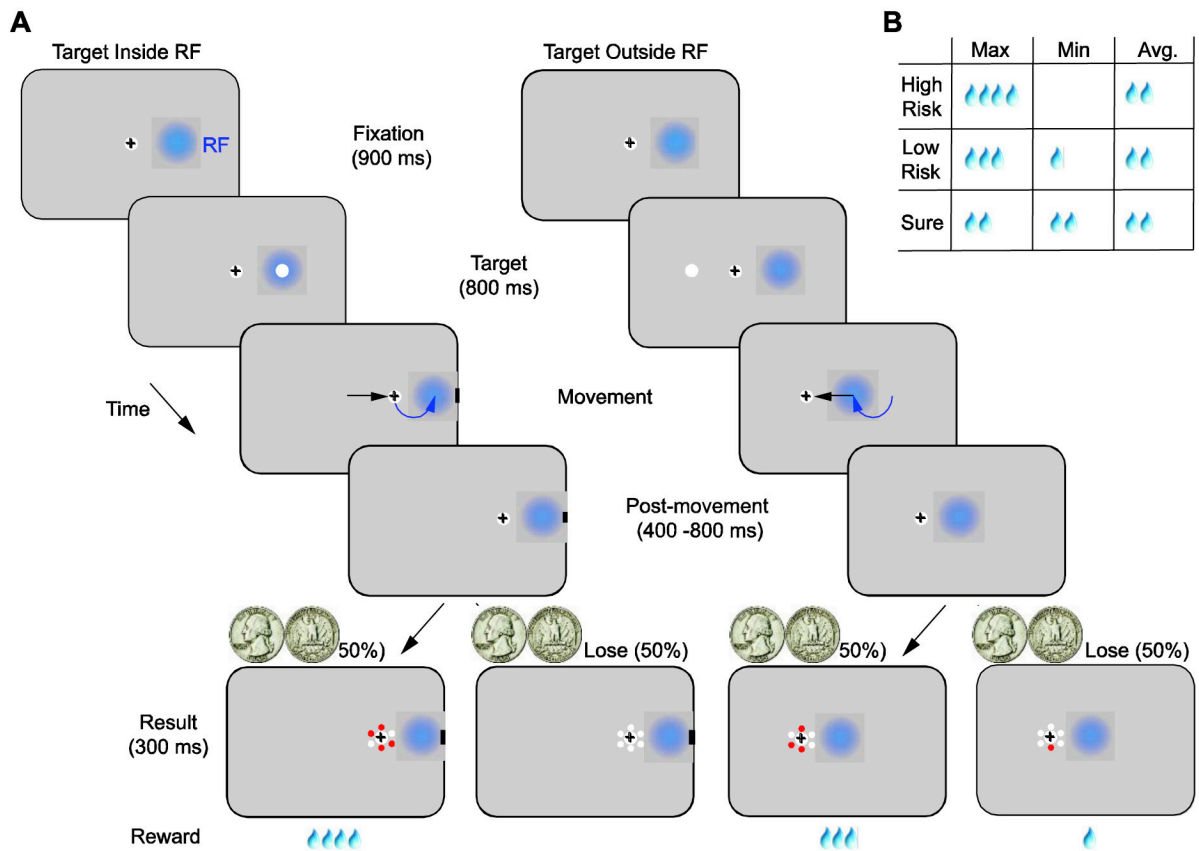 A
B
Target Inside RF
Target Outside RF
Max Min Avg.
High
Risk
Low
Risk
Sure
RF
Fixation
(900 ms)
Target
(800 ms)
Time
Movement
Post-movement
(400 -800 ms)
50%)
Lose (50%)
50%)
Lose (50%)
Result
(300 ms)
Reward